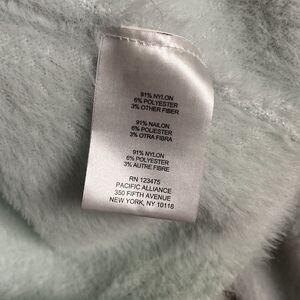 91% NYLON
6% POLYESTER
3% OTHER FIBER
91% NAILON
6% POLIESTER
3% OTRA FIBRA
91% NYLON
6% POLYESTER
3% AUTRE FIBRE
RN 123475
PACIFIC ALLIANCE
350 FIFTH AVENUE
NEW YORK, NY 10118